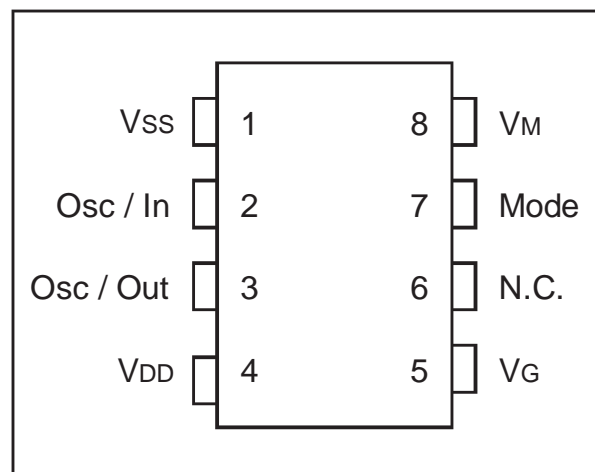 VSS 1 8 VM
Osc / In 2 7 Mode
Osc / Out 3 6 N.C.
VDD 4 5 VG